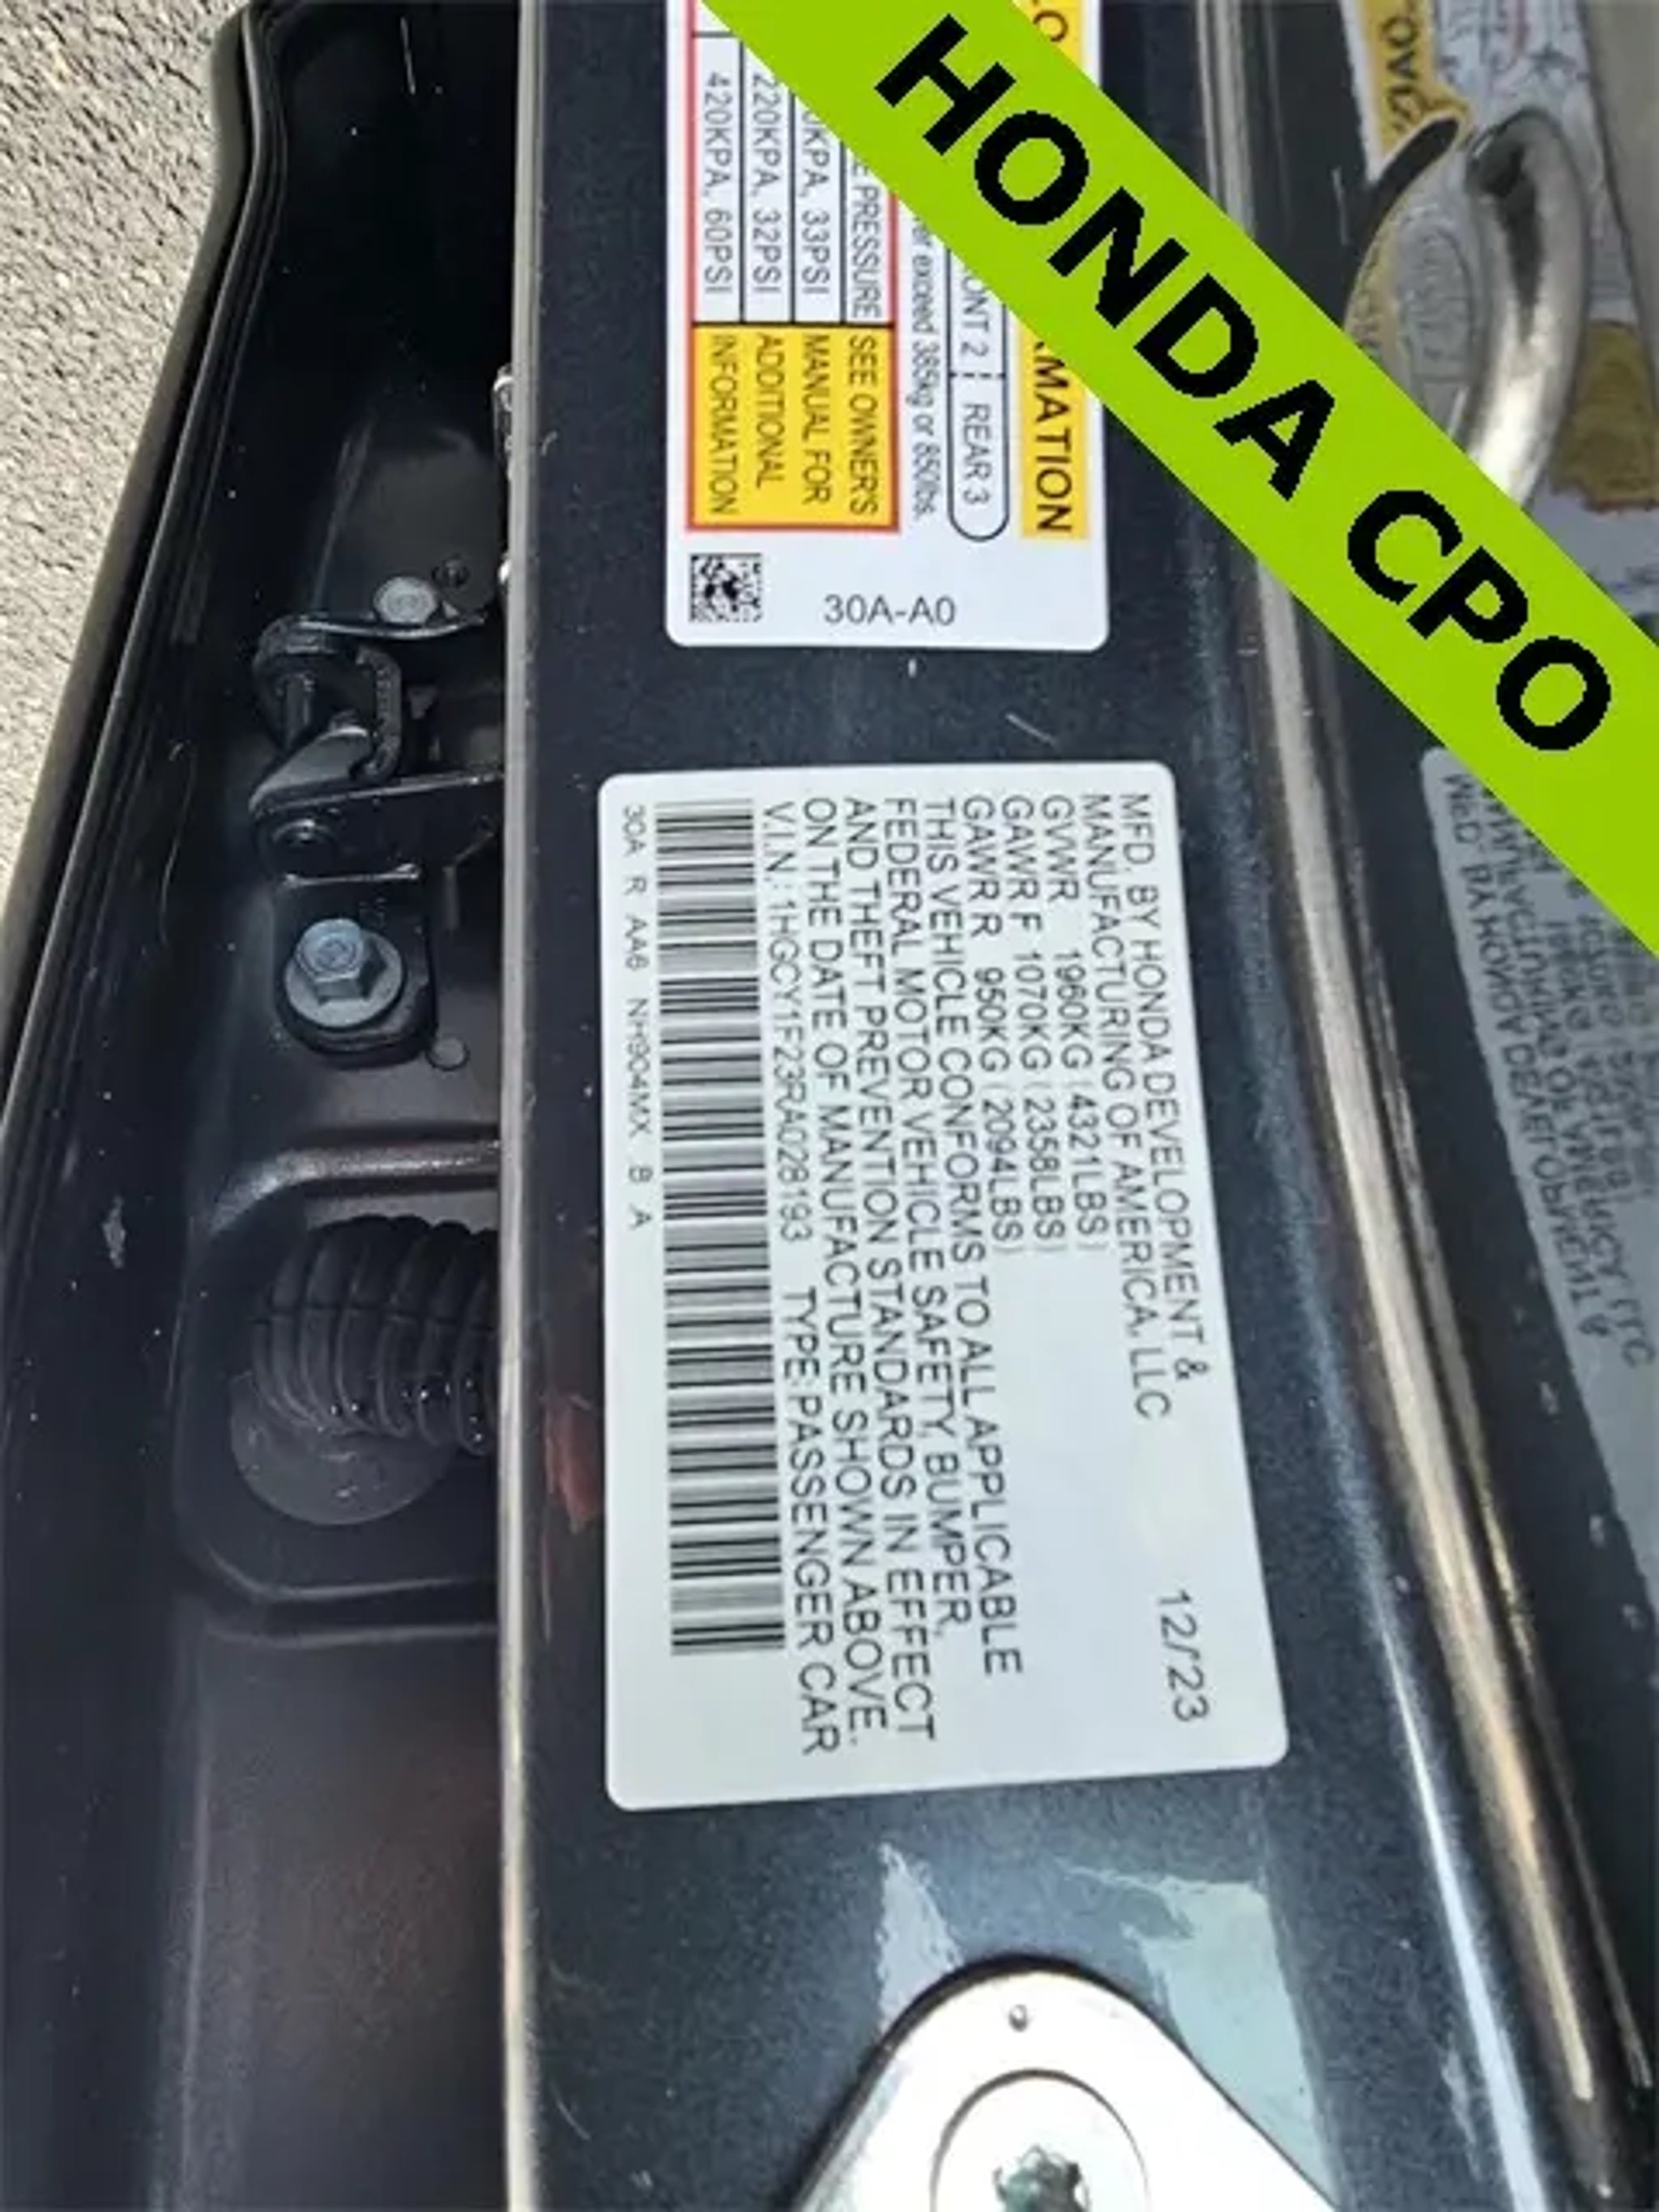 HONDA CPO
MATION
ONT 2 | REAR 3
exceed 385kg or 850lbs.
PRESSURE
SEE OWNERS
KPA, 33PSI
MANUAL FOR
220KPA, 32PSI
ADDITIONAL
420KPA, 60PSI
INFORMATION
30A-A0
MFD. BY HONDA DEVELOPMENT &
MANUFACTURING OF AMERICA, LLC 12/23
GVWR 1960KG (4321LBS)
GAWR F 1070KG (2358LBS)
GAWR R 950KG (2094LBS)
THIS VEHICLE CONFORMS TO ALL APPLICABLE
FEDERAL MOTOR VEHICLE SAFETY, BUMPER,
AND THEFT PREVENTION STANDARDS IN EFFECT
ON THE DATE OF MANUFACTURE SHOWN ABOVE.
V.I.N.: 1HGCY1F23RA028193 TYPE:PASSENGER CAR
30A R AA6 NH904MX B A